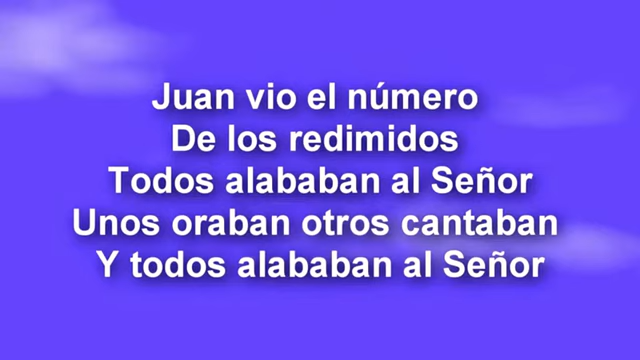 Juan vio el número
De los redimidos
Todos alababan al Señor
Unos oraban otros cantaban
Y todos alababan al Señor